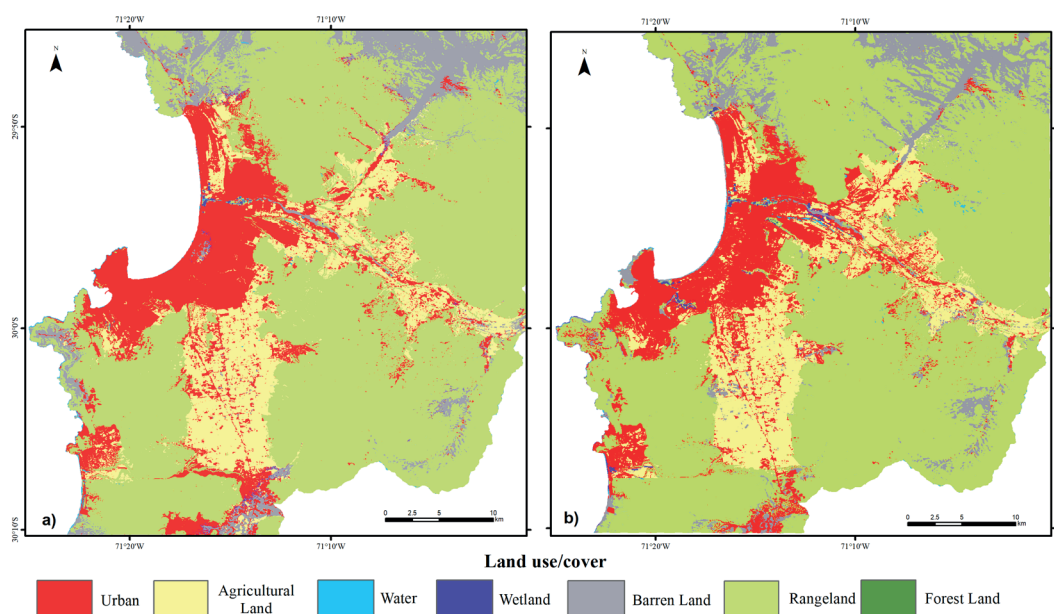 71°20'W 71°10'W 71°20'W 71°10'W
N N
29°50'S
30°0'S
30°10'S
a) 0 2.5 5 10 km b) 0 2.5 5 10 km
71°20'W 71°10'W 71°20'W 71°10'W
Land use/cover
Urban Agricultural Land Water Wetland Barren Land Rangeland Forest Land